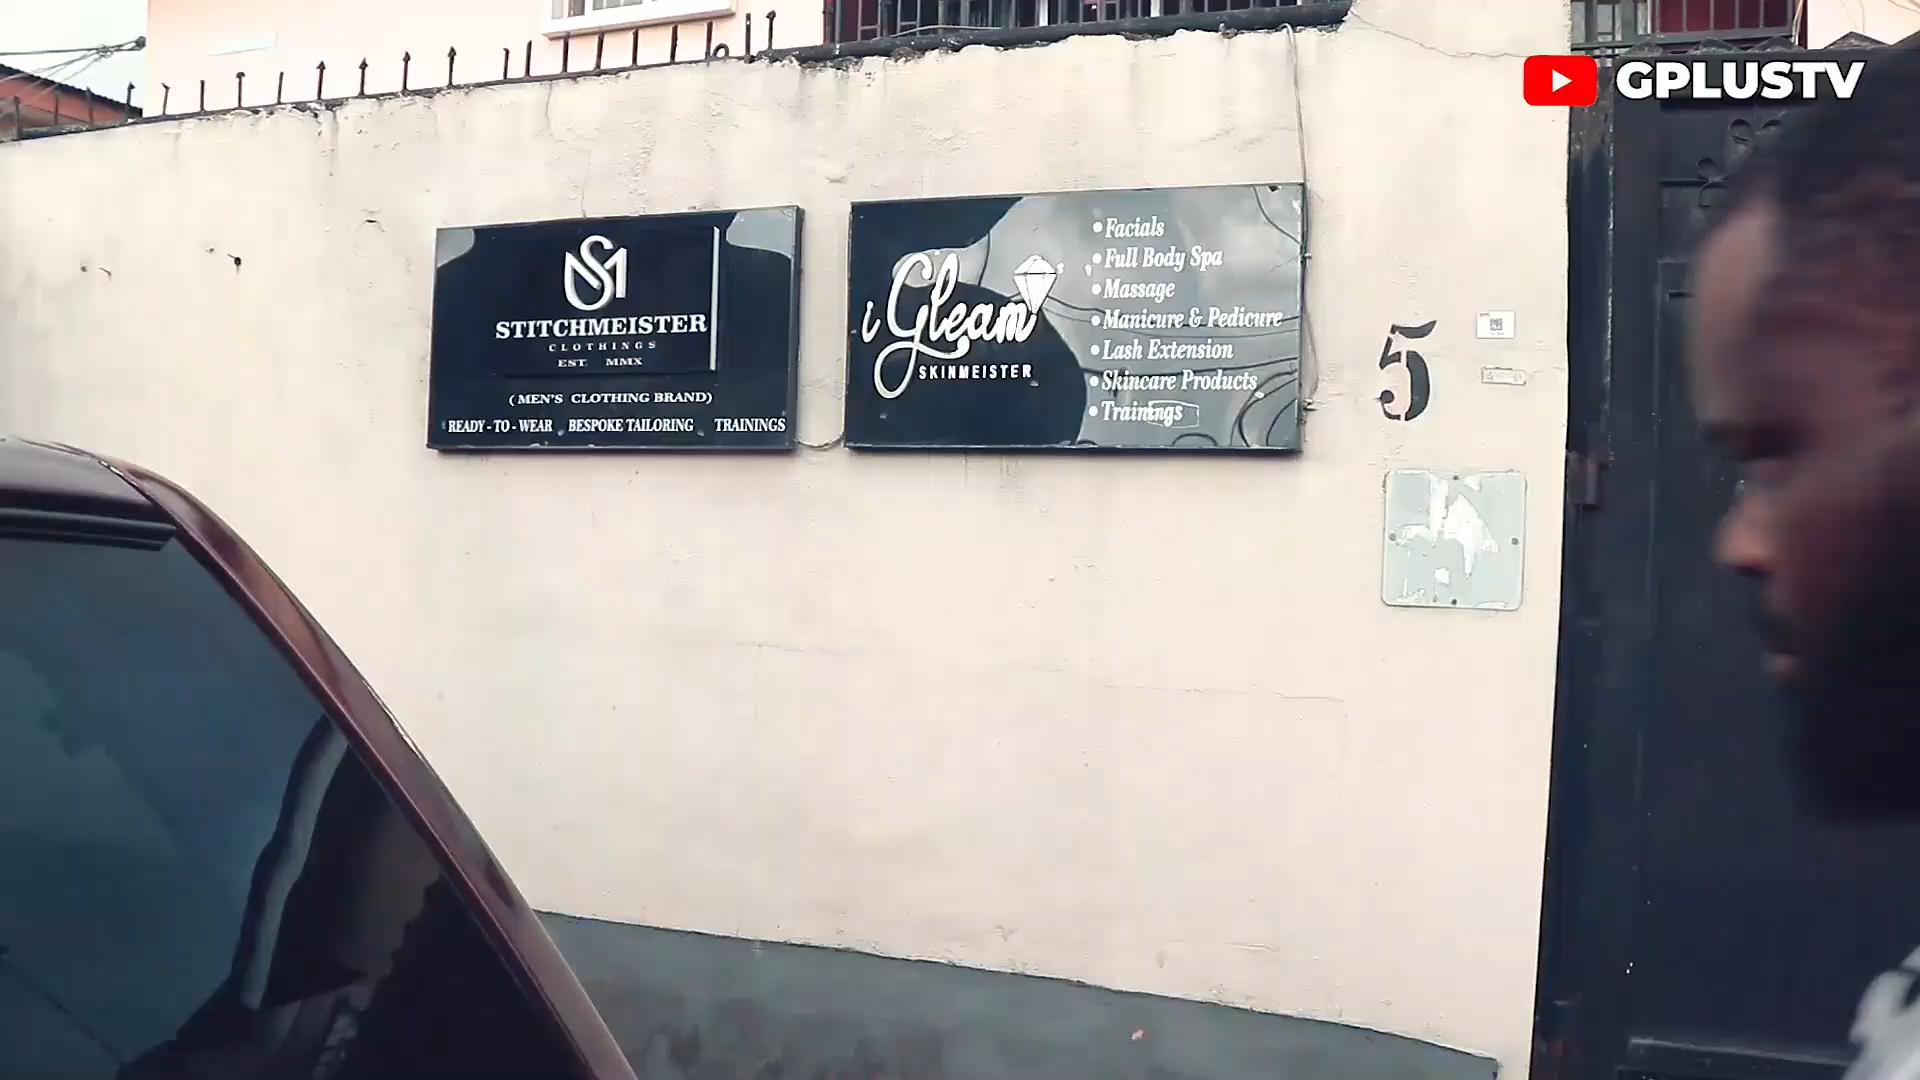 GPLUSTV
SM
STITCHMEISTER
CLOTHINGS
EST. MMX
( MEN'S CLOTHING BRAND)
READY - TO - WEAR BESPOKE TAILORING TRAININGS
i Gleam
SKINMEISTER
• Facials
• Full Body Spa
• Massage
• Manicure & Pedicure
• Lash Extension
• Skincare Products
• Trainings
5